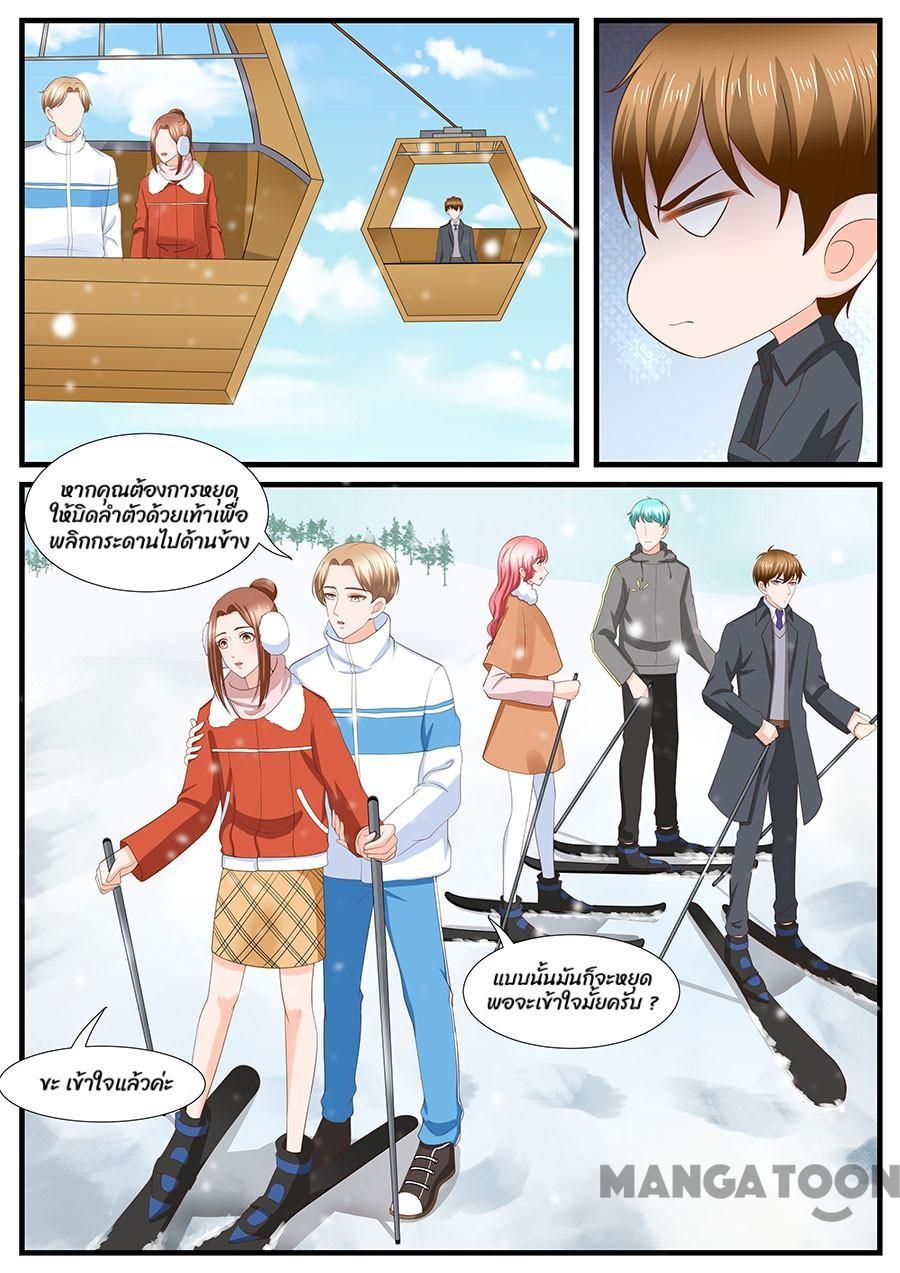 หากคุณต้องการหยุด
ให้บิดลำตัวด้วยเท้าเพื่อ
พลิกกระดานไปด้านข้าง
แบบนั้นมันก็จะหยุด
พอจะเข้าใจมั้ยครับ ?
ขะ เข้าใจแล้วค่ะ
MANGATOON